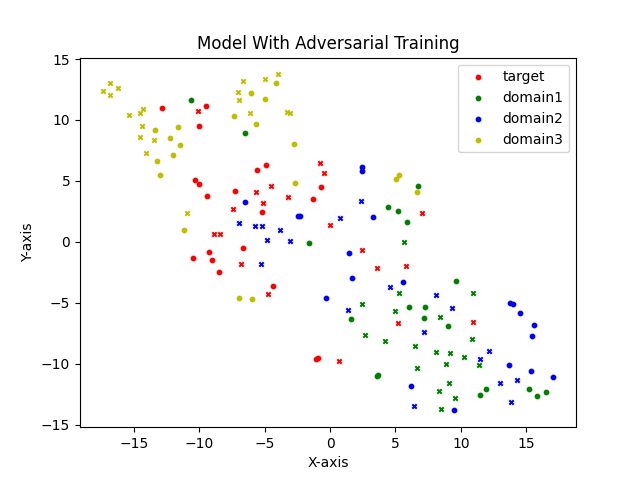 Model With Adversarial Training
target
domain1
domain2
domain3
Y-axis
15
10
5
0
−5
−10
−15
−15
−10
−5
0
5
10
15
X-axis